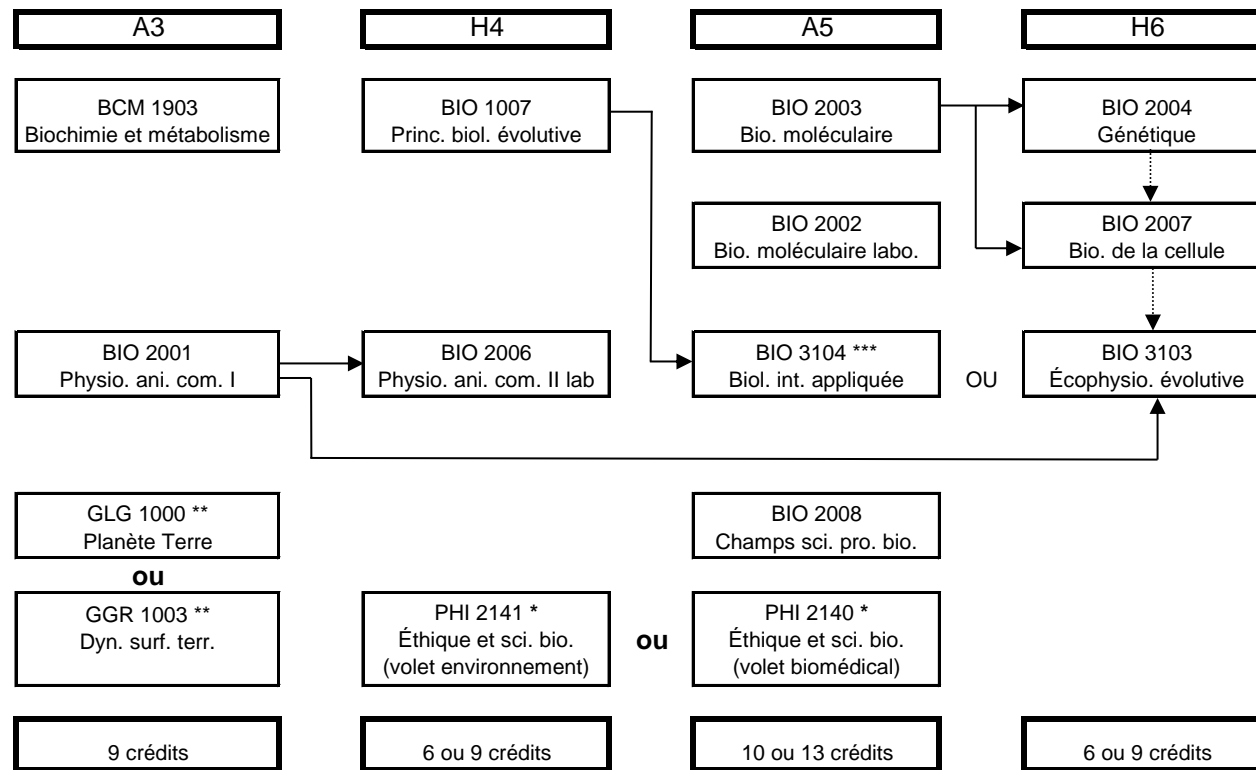 A3
H4
A5
H6
BCM 1903
Biochimie et métabolisme
BIO 1007
Princ. biol. évolutive
BIO 2003
Bio. moléculaire
BIO 2004
Génétique
BIO 2002
Bio. moléculaire labo.
BIO 2007
Bio. de la cellule
BIO 2001
Physio. ani. com. I
BIO 2006
Physio. ani. com. II lab
BIO 3104 ***
Biol. int. appliquée
OU
BIO 3103
Écophysio. évolutive
GLG 1000 **
Planète Terre
ou
GGR 1003 **
Dyn. surf. terr.
BIO 2008
Champs sci. pro. bio.
PHI 2141 *
Éthique et sci. bio.
(volet environnement)
ou
PHI 2140 *
Éthique et sci. bio.
(volet biomédical)
9 crédits
6 ou 9 crédits
10 ou 13 crédits
6 ou 9 crédits